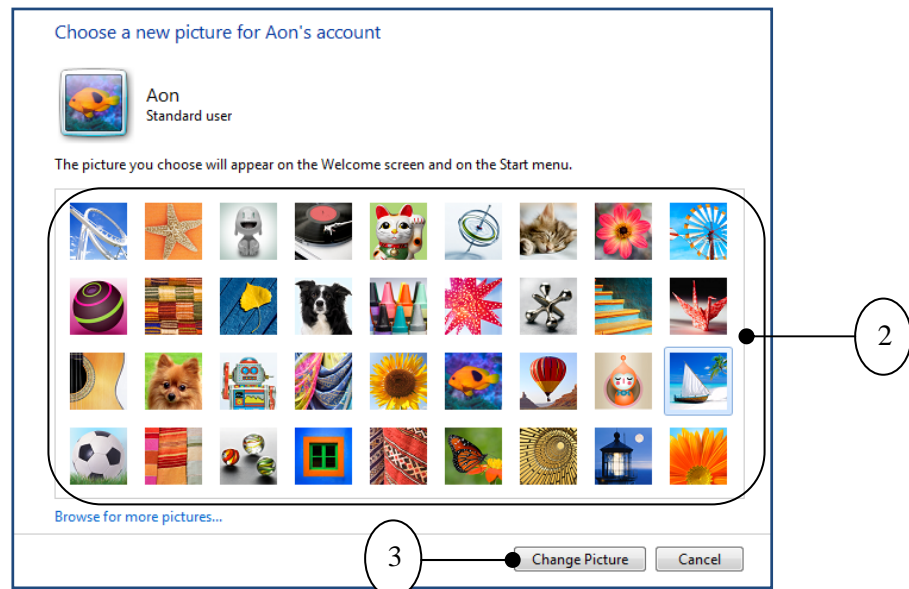 Choose a new picture for Aon's account
Aon
Standard user
The picture you choose will appear on the Welcome screen and on the Start menu.
2
Browse for more pictures...
3
Change Picture
Cancel